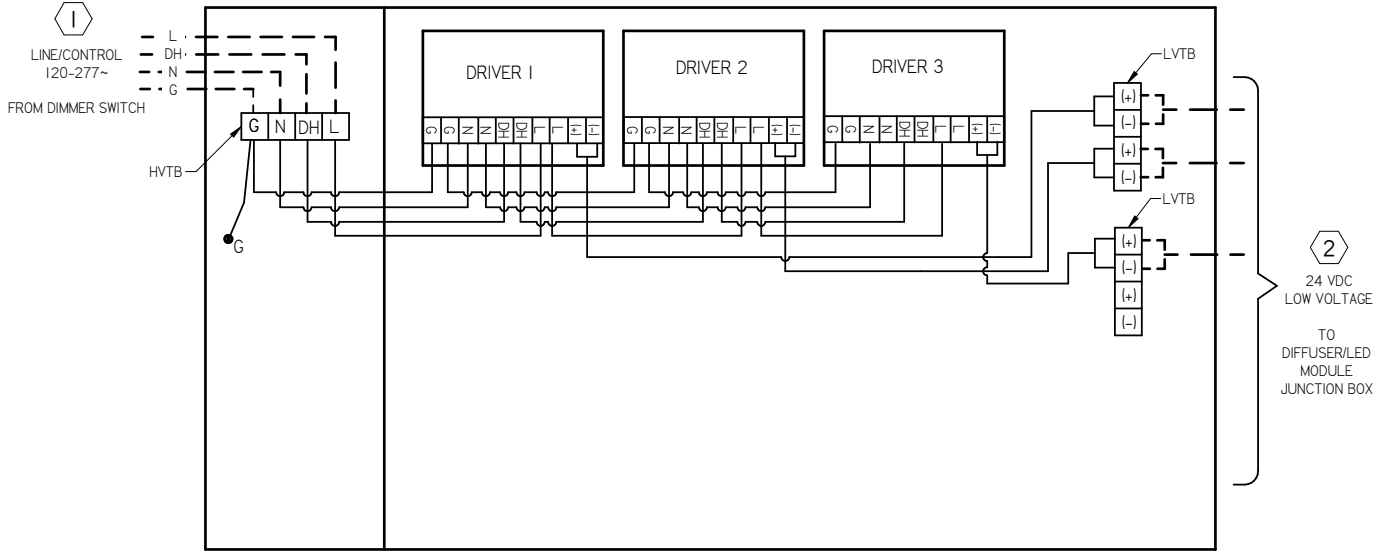 1
LINE/CONTROL
120-277~
FROM DIMMER SWITCH
L
DH
N
G
HVTB
G N DH L
G
DRIVER 1
G G N N DH DH L L (+) (-)
DRIVER 2
G G N N DH DH L L (+) (-)
DRIVER 3
G G N N DH DH L L (+) (-)
LVTB
(+)
(-)
(+)
(-)
LVTB
(+)
(-)
(+)
(-)
2
24 VDC
LOW VOLTAGE
TO
DIFFUSER/LED
MODULE
JUNCTION BOX